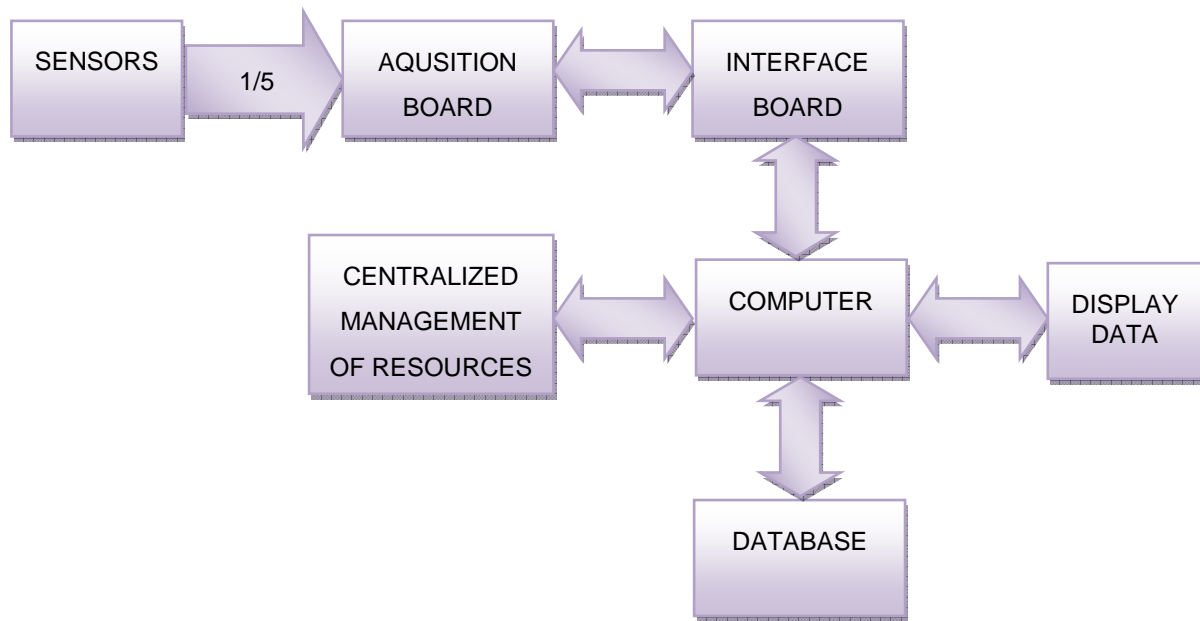 SENSORS
1/5
AQUSITION
BOARD
INTERFACE
BOARD
CENTRALIZED
MANAGEMENT
OF RESOURCES
COMPUTER
DISPLAY
DATA
DATABASE